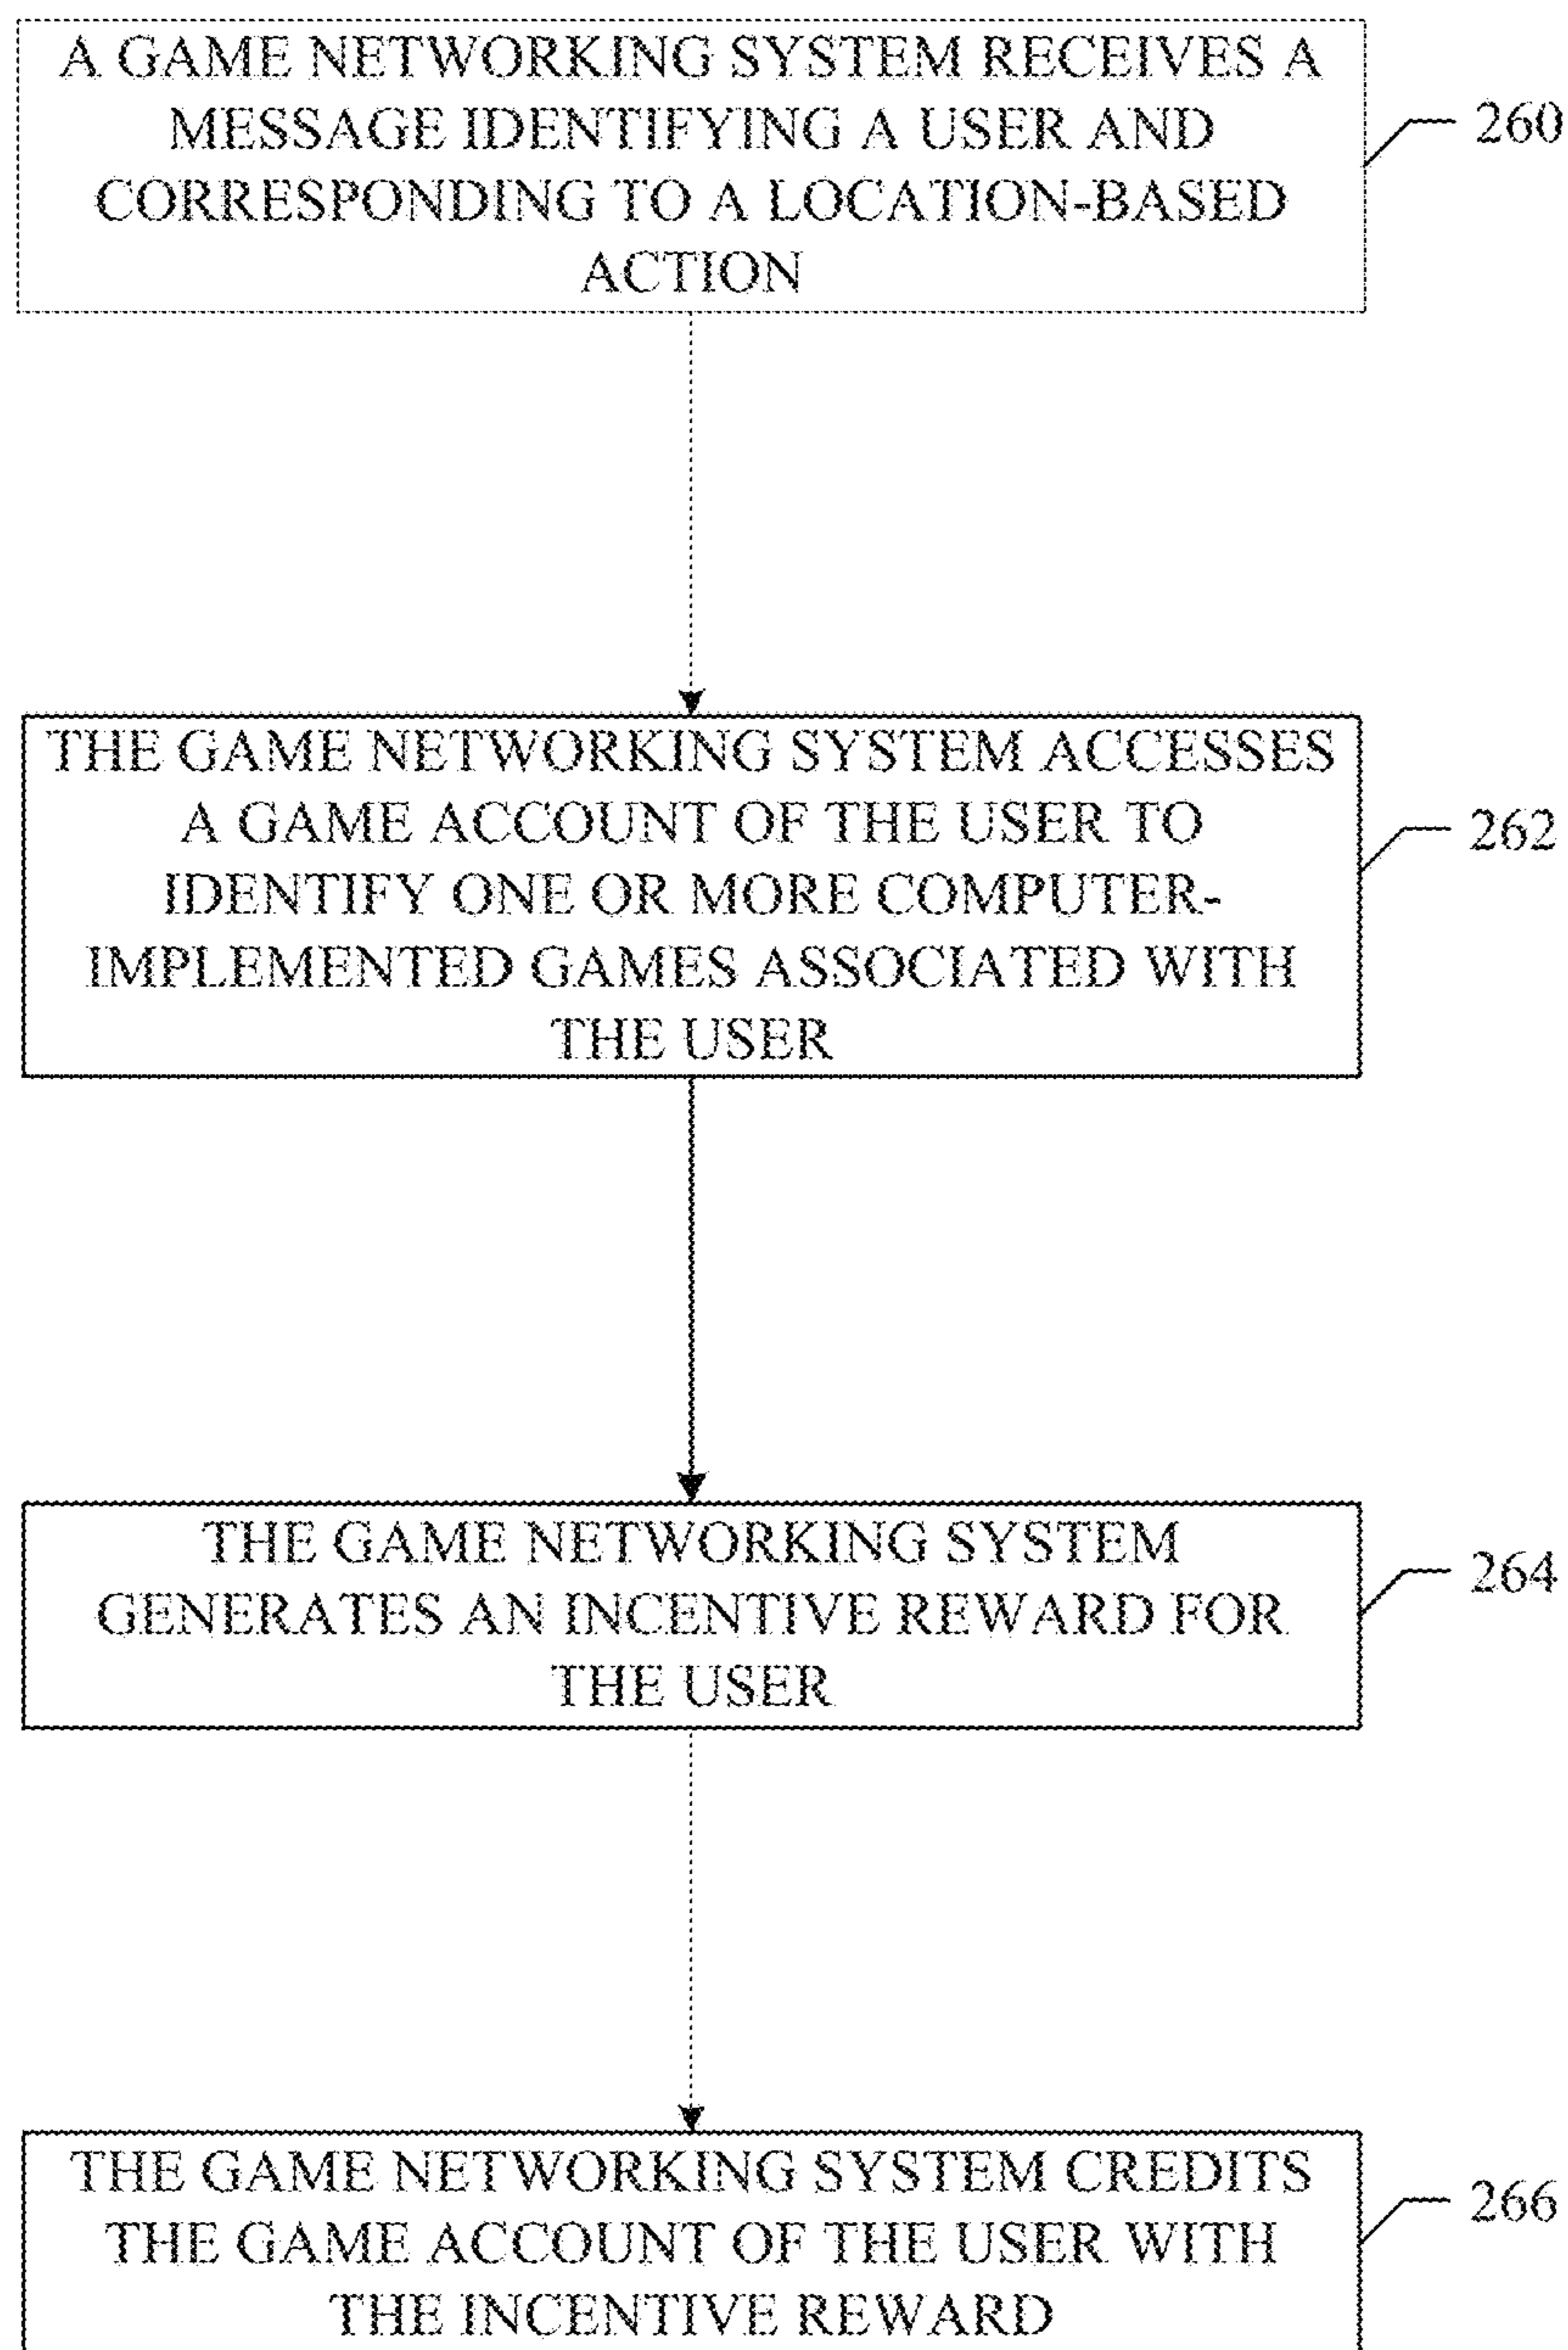 A GAME NETWORKING SYSTEM RECEIVES A
MESSAGE IDENTIFYING A USER AND
CORRESPONDING TO A LOCATION-BASED
ACTION
260
THE GAME NETWORKING SYSTEM ACCESSES
A GAME ACCOUNT OF THE USER TO
IDENTIFY ONE OR MORE COMPUTER-
IMPLEMENTED GAMES ASSOCIATED WITH
THE USER
262
THE GAME NETWORKING SYSTEM
GENERATES AN INCENTIVE REWARD FOR
THE USER
264
THE GAME NETWORKING SYSTEM CREDITS
THE GAME ACCOUNT OF THE USER WITH
THE INCENTIVE REWARD
266